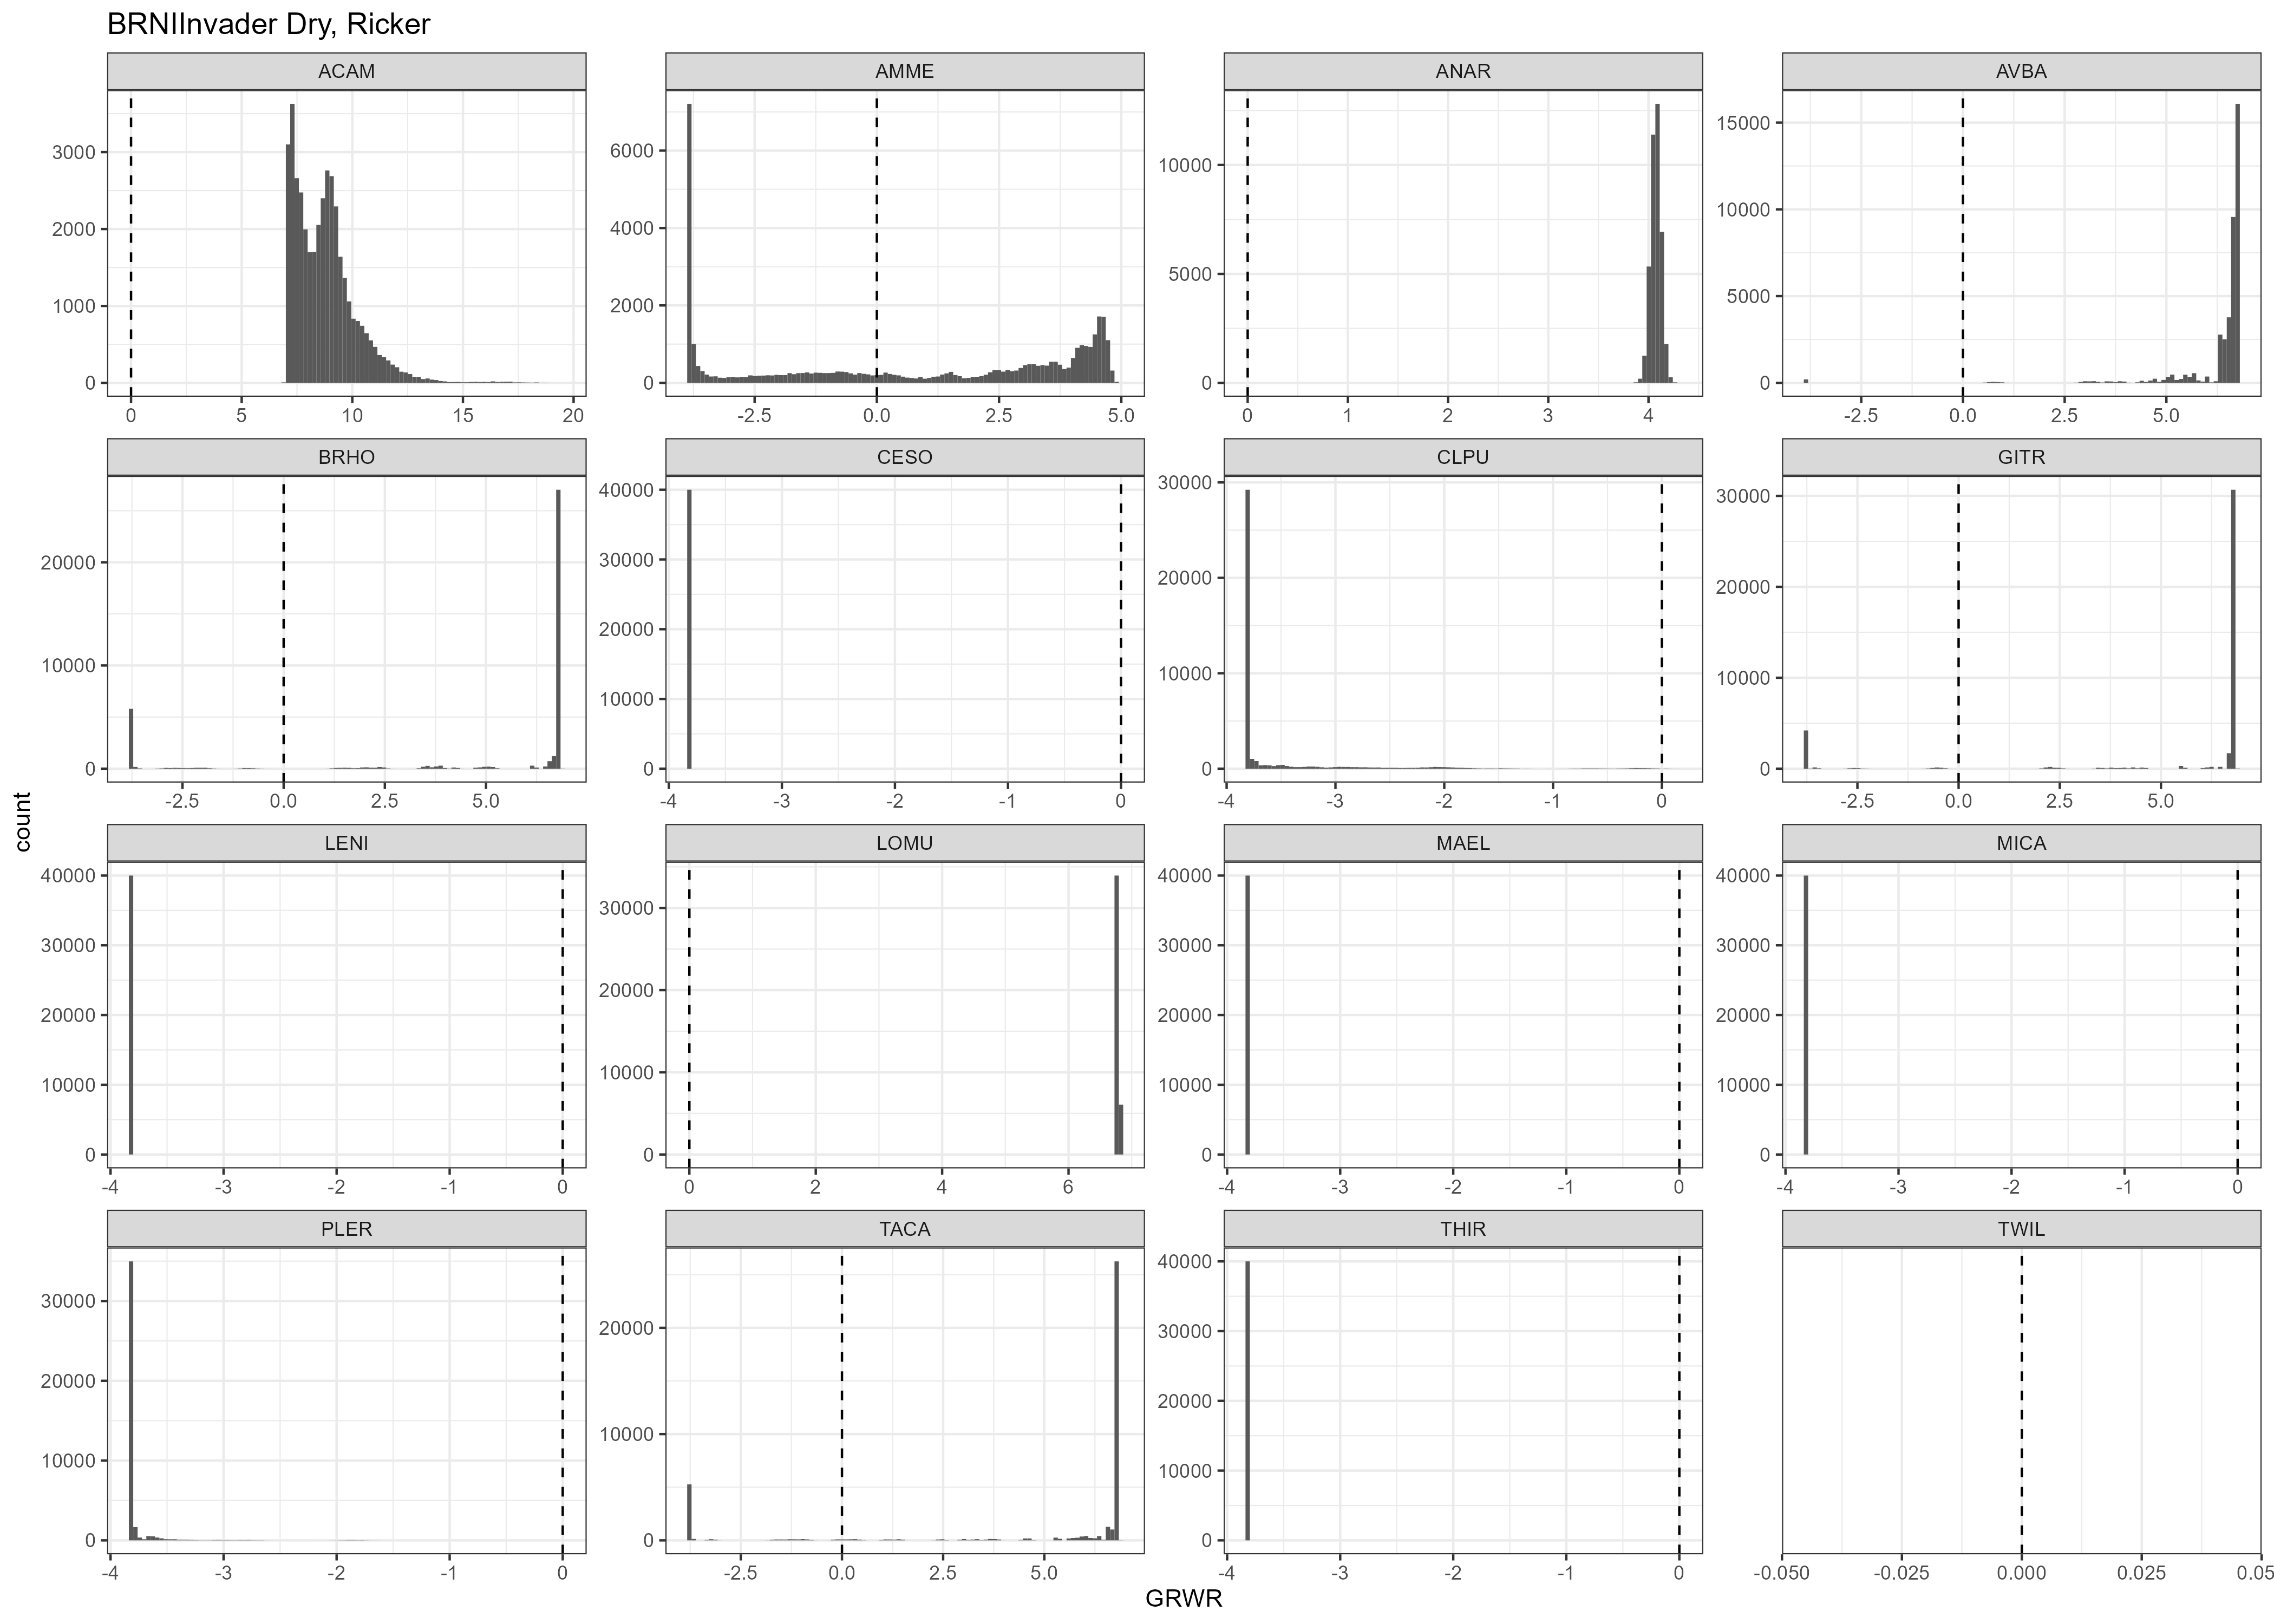 BRNIInvader Dry, Ricker
ACAM AMME ANAR AVBA
3000 2000 1000 0
6000 4000 2000 0
10000 5000 0
15000 10000 5000 0
0 5 10 15 20
-2.5 0.0 2.5 5.0
0 1 2 3 4
-2.5 0.0 2.5 5.0
BRHO CESO CLPU GITR
20000 10000 0
40000 30000 20000 10000 0
30000 20000 10000 0
30000 20000 10000 0
-2.5 0.0 2.5 5.0
-4 -3 -2 -1 0
-4 -3 -2 -1 0
-2.5 0.0 2.5 5.0
count
LENI LOMU MAEL MICA
40000 30000 20000 10000 0
30000 20000 10000 0
40000 30000 20000 10000 0
40000 30000 20000 10000 0
-4 -3 -2 -1 0
0 2 4 6
-4 -3 -2 -1 0
-4 -3 -2 -1 0
PLER TACA THIR TWIL
30000 20000 10000 0
20000 10000 0
40000 30000 20000 10000 0
-4 -3 -2 -1 0
-2.5 0.0 2.5 5.0
-4 -3 -2 -1 0
-0.050 -0.025 0.000 0.025 0.05
GRWR